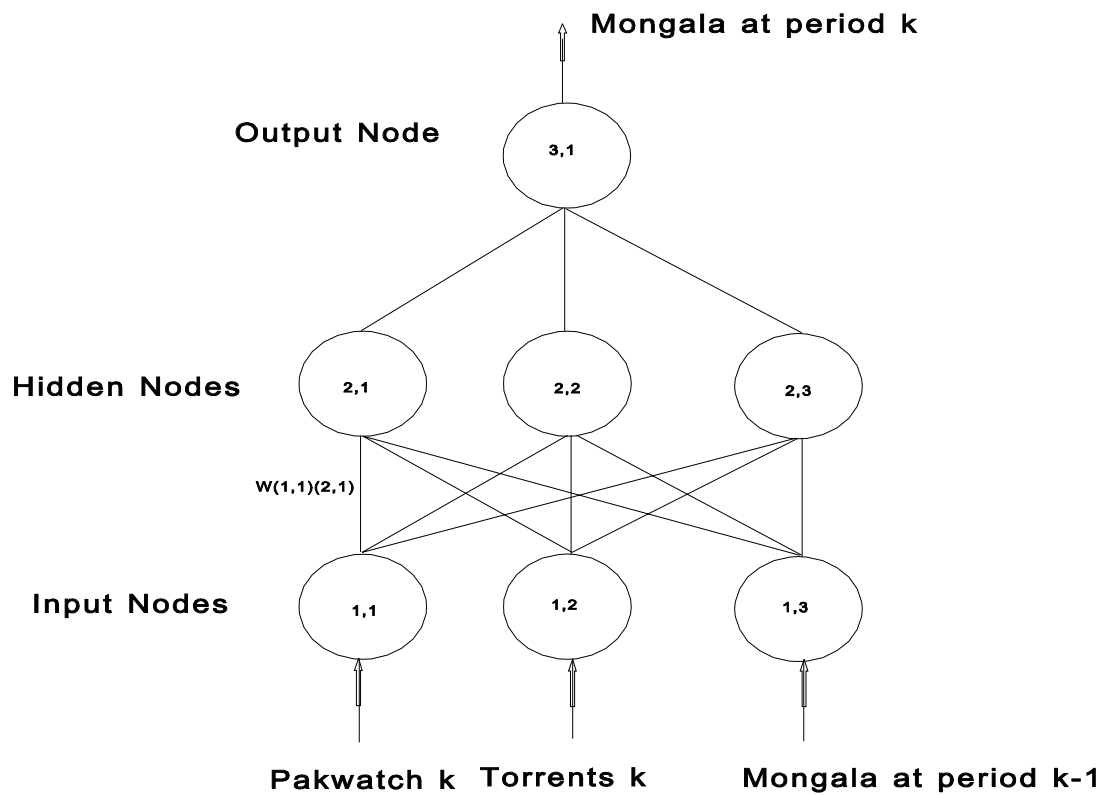 Mongala at period k
Output Node
3,1
Hidden Nodes
2,1
2,2
2,3
W(1,1)(2,1)
Input Nodes
1,1
1,2
1,3
Pakwatch k
Torrents k
Mongala at period k-1